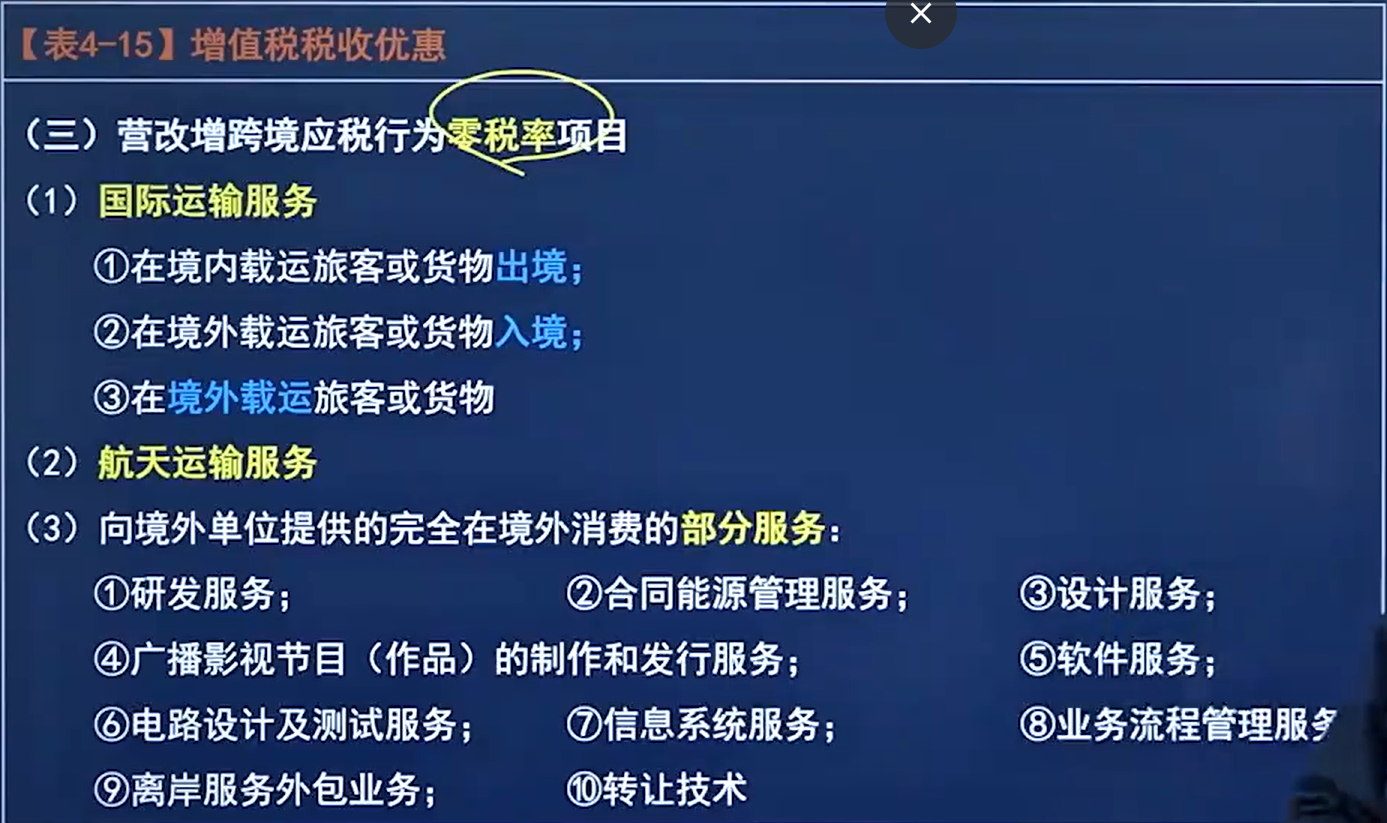 【表4-15】增值税税收优惠
（三）营改增跨境应税行为零税率项目
（1）国际运输服务
①在境内载运旅客或货物出境；
②在境外载运旅客或货物入境；
③在境外载运旅客或货物
（2）航天运输服务
（3）向境外单位提供的完全在境外消费的部分服务：
①研发服务； ②合同能源管理服务； ③设计服务；
④广播影视节目（作品）的制作和发行服务； ⑤软件服务；
⑥电路设计及测试服务； ⑦信息系统服务； ⑧业务流程管理服务
⑨离岸服务外包业务； ⑩转让技术